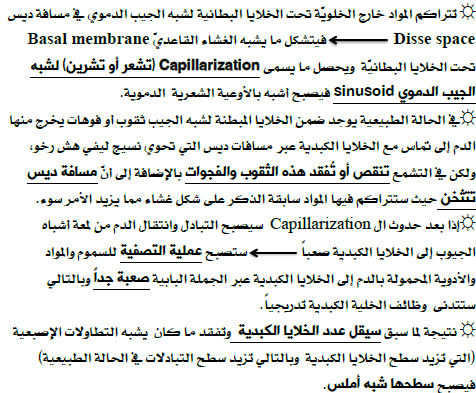 ☼تتراكم المواد خارج الخلويّة تحت الخلايا البطانية لشبه الجيب الدموي في مسافة ديس
Disse space ⟵ فيتشكل ما يشبه الغشاء القاعديّ Basal membrane
تحت الخلايا البطانيّة ويحصل ما يسمى Capillarization (تشعر أو تشرين) لشبه
الجيب الدموي sinusoid فيصبح أشبه بالأوعية الشعرية الدموية.
☼في الحالة الطبيعية يوجد ضمن الخلايا المبطنة لشبه الجيب ثقوب أو فوهات يخرج منها
الدم إلى تماس مع الخلايا الكبدية عبر مسافات ديس التي تحوي نسيج ليفي هش رخو،
ولكن في التشمع تنقص أو تُفقد هذه الثقوب والفجوات بالإضافة إلى أنّ مسافة ديس
تتثخن حيث ستتراكم فيها المواد سابقة الذكر على شكل غشاء مما يزيد الأمر سوء.
☼إذاً بعد حدوث ال Capillarization سيصبح التبادل وانتقال الدم من لمعة أشباه
الجيوب إلى الخلايا الكبدية صعباً ⟵ ستصبح عملية التصفية للسموم والمواد
والأدوية المحمولة بالدم إلى الخلايا الكبدية عبر الجملة البابية صعبة جداً وبالتالي
ستتدنى وظائف الخلية الكبدية تدريجياً.
☼نتيجة لما سبق سيقل عدد الخلايا الكبدية وتفقد ما كان يشبه التطاولات الإصبعية
(التي تزيد سطح الخلايا الكبدية وبالتالي تزيد سطح التبادلات في الحالة الطبيعية)
فيصبح سطحها شبه أملس.